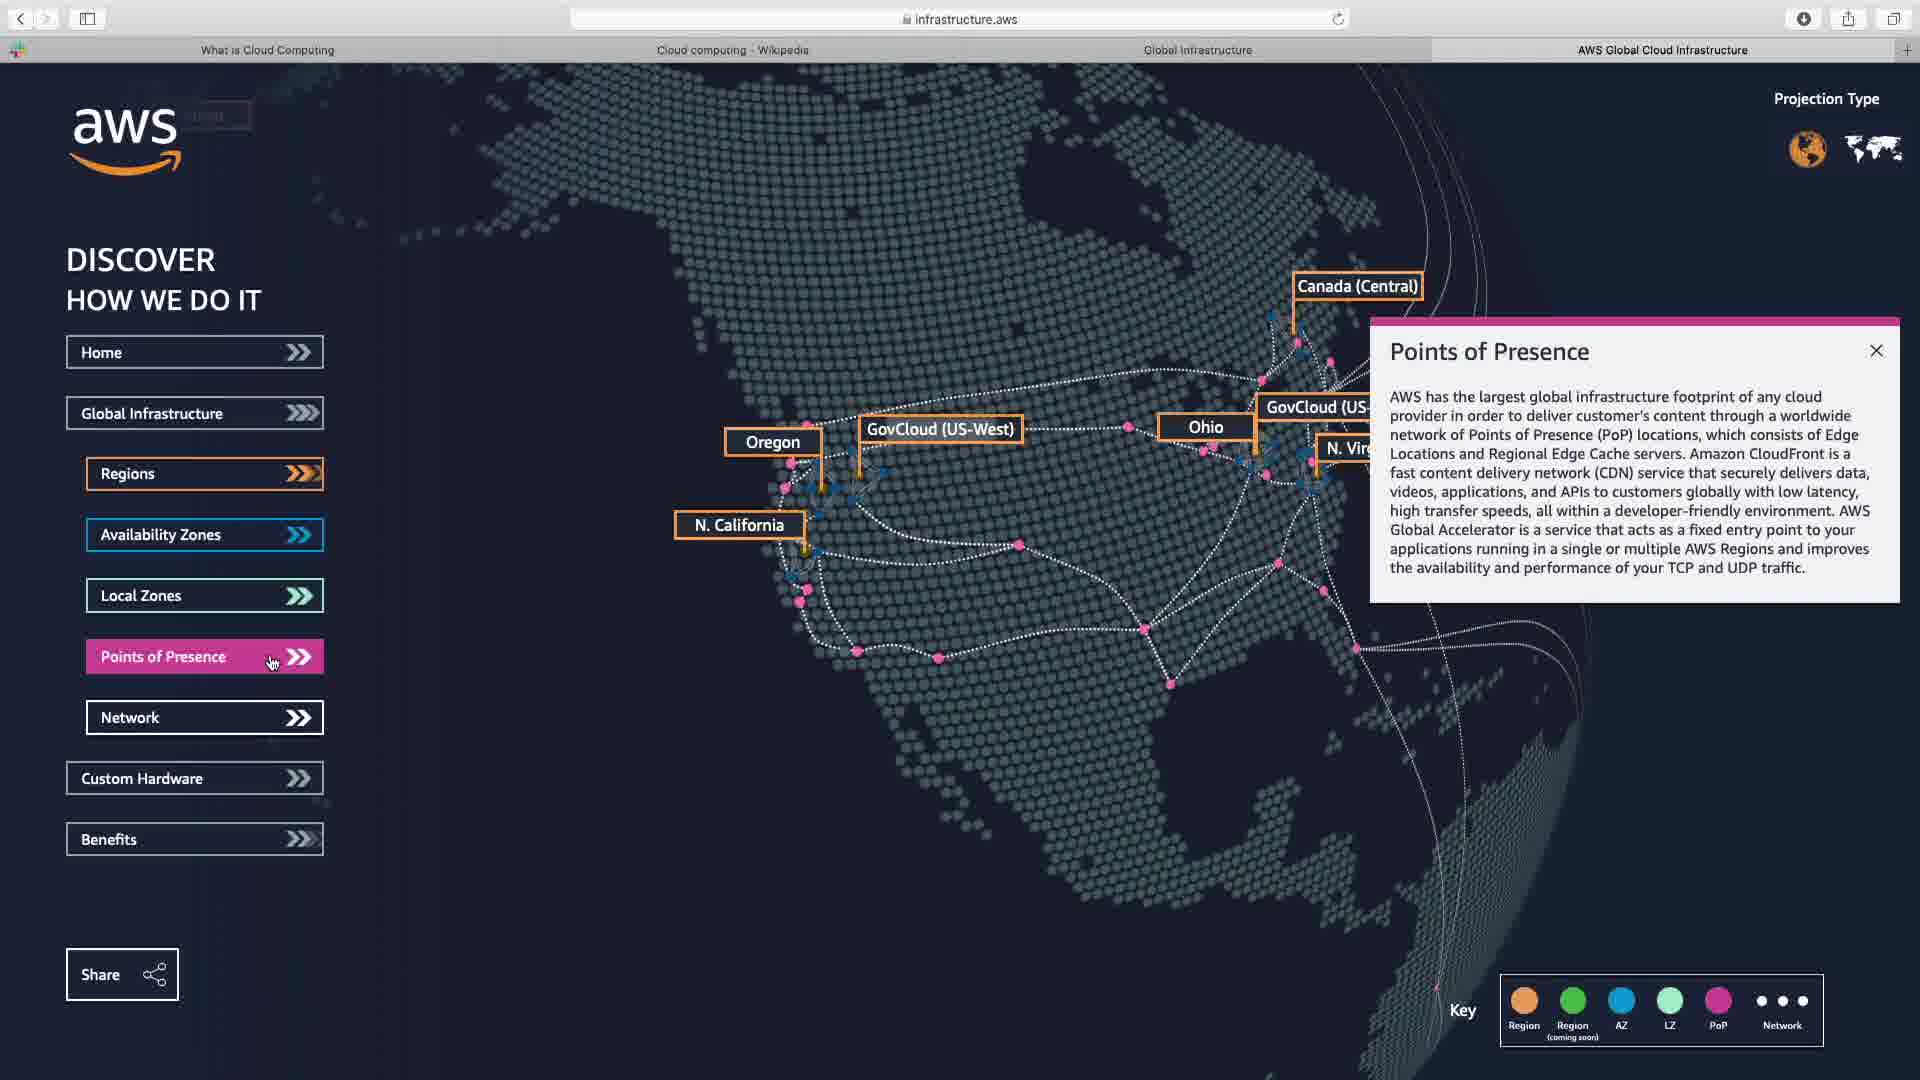 infrastructure.aws
What is Cloud Computing
Cloud computing - Wikipedia
Global Infrastructure
AWS Global Cloud Infrastructure
aws
Projection Type
DISCOVER
HOW WE DO IT
Home
Global Infrastructure
Regions
Availability Zones
Local Zones
Points of Presence
Network
Custom Hardware
Benefits
Share
Canada (Central)
GovCloud (US-
Ohio
N. Vir
GovCloud (US-West)
Oregon
N. California
Points of Presence
AWS has the largest global infrastructure footprint of any cloud
provider in order to deliver customer's content through a worldwide
network of Points of Presence (PoP) locations, which consists of Edge
Locations and Regional Edge Cache servers. Amazon CloudFront is a
fast content delivery network (CDN) service that securely delivers data,
videos, applications, and APIs to customers globally with low latency,
high transfer speeds, all within a developer-friendly environment. AWS
Global Accelerator is a service that acts as a fixed entry point to your
applications running in a single or multiple AWS Regions and improves
the availability and performance of your TCP and UDP traffic.
Key
Region
Region
(coming soon)
AZ
LZ
PoP
Network